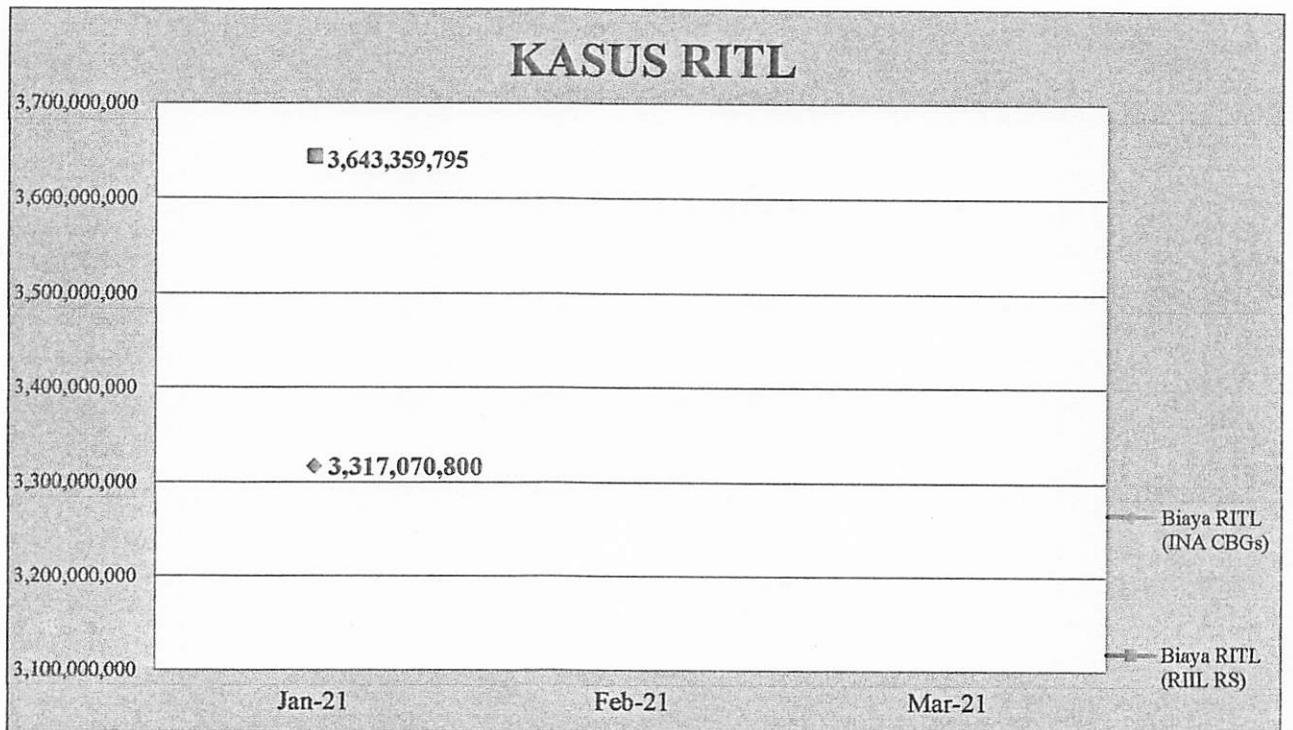 KASUS RITL
3,700,000,000
3,643,359,795
3,600,000,000
3,500,000,000
3,400,000,000
3,317,070,800
3,300,000,000
3,200,000,000
3,100,000,000
Jan-21
Feb-21
Mar-21
Biaya RITL
(INA CBGs)
Biaya RITL
(RIIL RS)